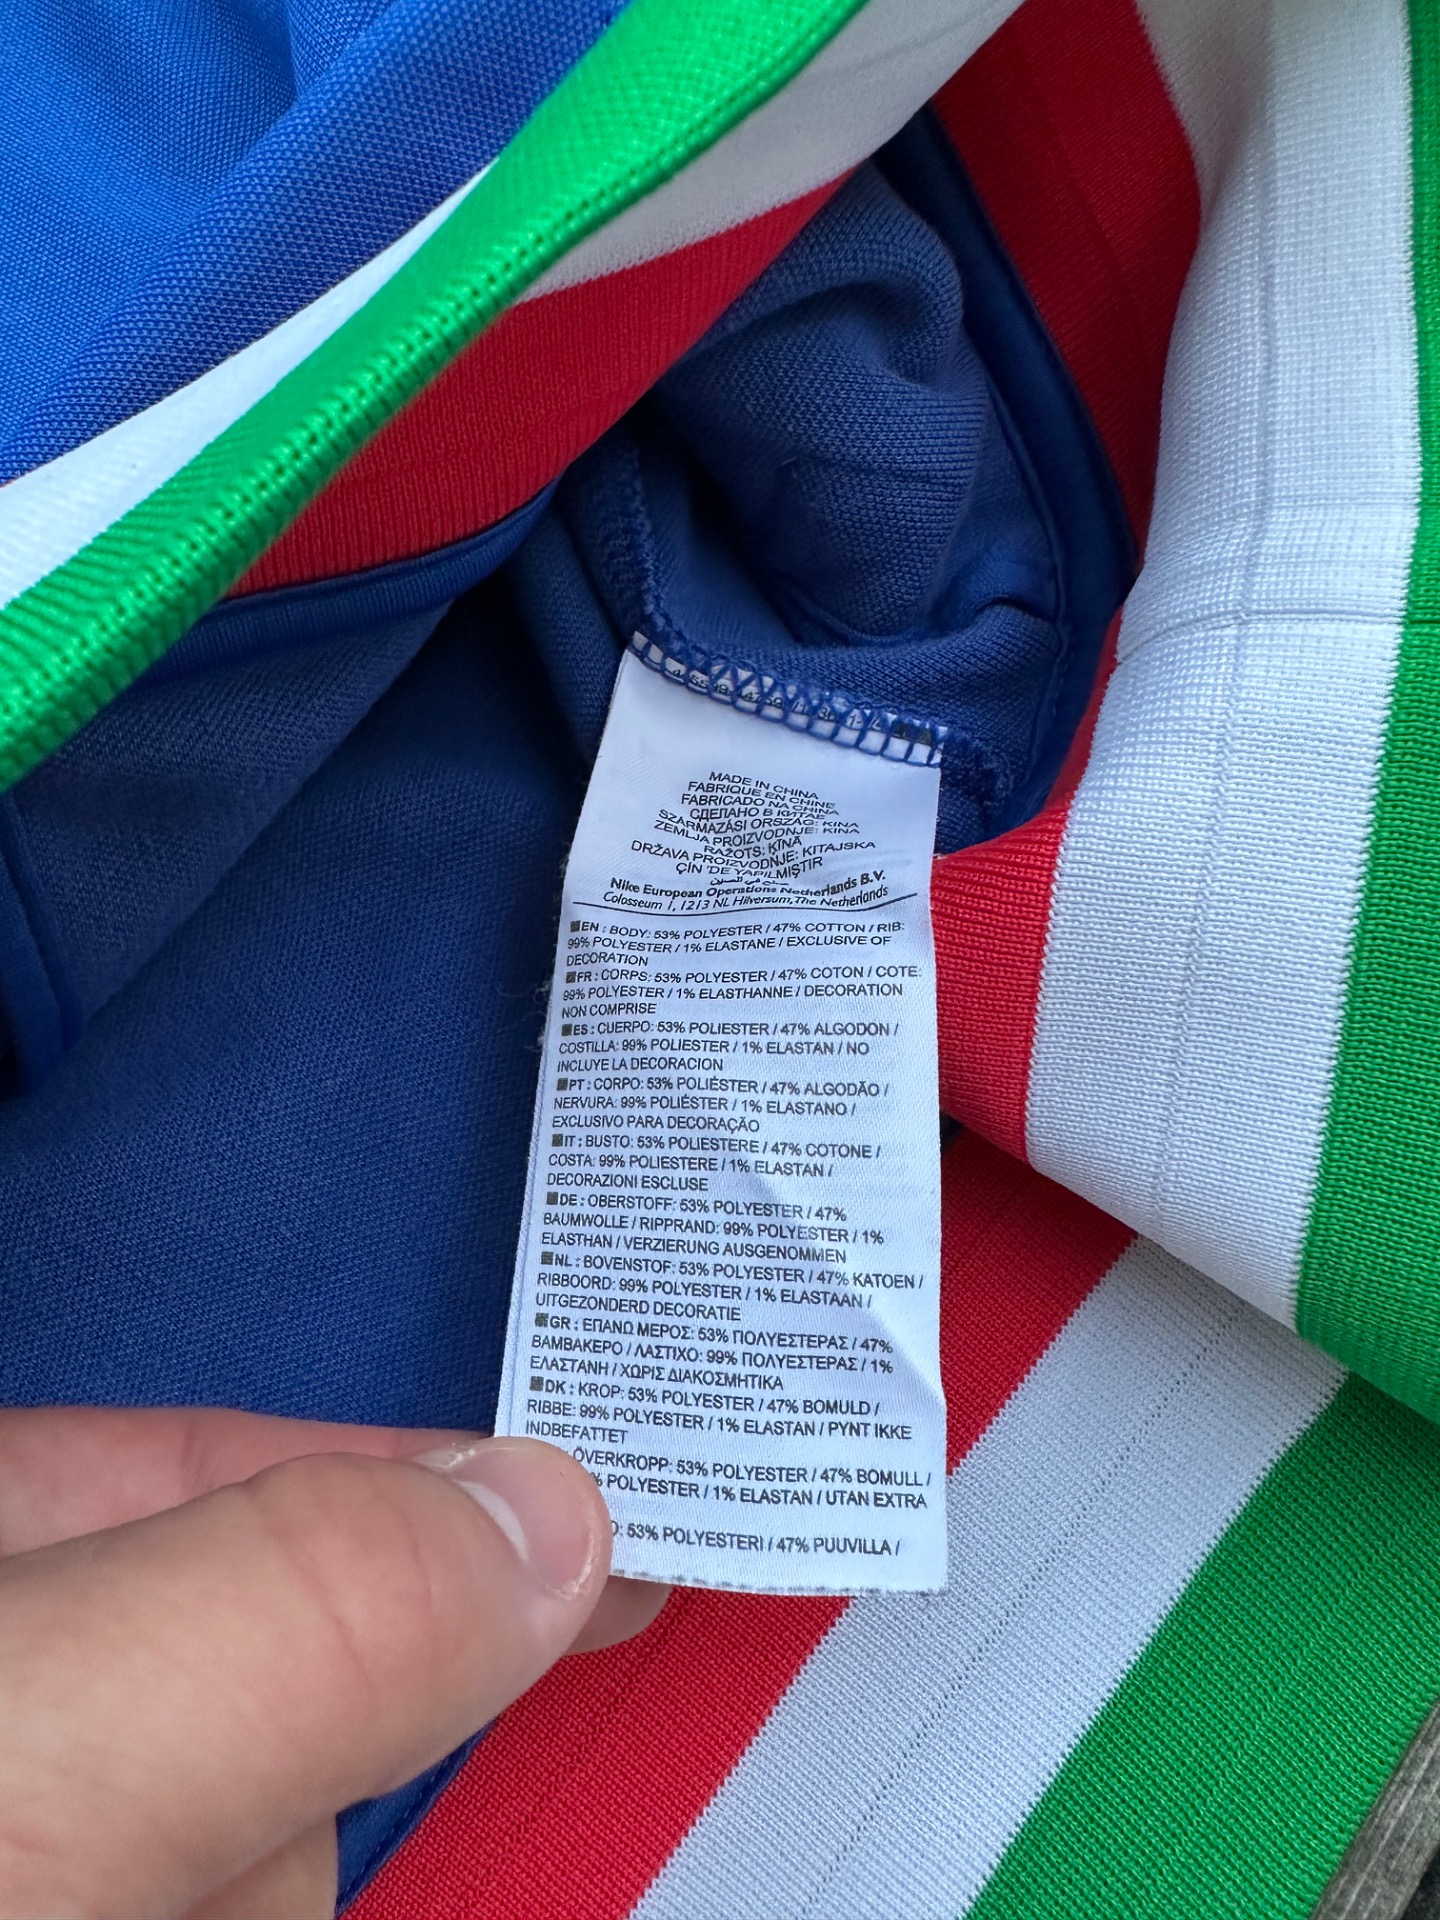 MADE IN CHINA
FABRIQUE EN CHINE
FABRICADO NA CHINA
СДЕЛАНО В КИТАЕ
SZÁRMAZÁSI ORSZÁG: KINA
ZEMLJA PROIZVODNJE: KINA
RAŽOTS: ĶĪNĀ
DRŽAVA PROIZVODNJE: KITAJSKA
ÇİN 'DE YAPILMIŞTIR
صنع في الصين
Nike European Operations Netherlands B.V.
Colosseum 1, 1213 NL Hilversum, The Netherlands
EN : BODY: 53% POLYESTER / 47% COTTON / RIB:
99% POLYESTER / 1% ELASTANE / EXCLUSIVE OF
DECORATION
FR : CORPS: 53% POLYESTER / 47% COTON / COTE:
99% POLYESTER / 1% ELASTHANNE / DECORATION
NON COMPRISE
ES : CUERPO: 53% POLIESTER / 47% ALGODON /
COSTILLA: 99% POLIESTER / 1% ELASTAN / NO
INCLUYE LA DECORACION
PT : CORPO: 53% POLIÉSTER / 47% ALGODÃO /
NERVURA: 99% POLIÉSTER / 1% ELASTANO /
EXCLUSIVO PARA DECORAÇÃO
IT : BUSTO: 53% POLIESTERE / 47% COTONE /
COSTA: 99% POLIESTERE / 1% ELASTAN /
DECORAZIONI ESCLUSE
DE : OBERSTOFF: 53% POLYESTER / 47%
BAUMWOLLE / RIPPRAND: 99% POLYESTER / 1%
ELASTHAN / VERZIERUNG AUSGENOMMEN
NL : BOVENSTOF: 53% POLYESTER / 47% KATOEN /
RIBBOORD: 99% POLYESTER / 1% ELASTAAN /
UITGEZONDERD DECORATIE
GR : ΕΠΑΝΩ ΜΕΡΟΣ: 53% ΠΟΛΥΕΣΤΕΡΑΣ / 47%
ΒΑΜΒΑΚΕΡΟ / ΛΑΣΤΙΧΟ: 99% ΠΟΛΥΕΣΤΕΡΑΣ / 1%
ΕΛΑΣΤΑΝΗ / ΧΩΡΙΣ ΔΙΑΚΟΣΜΗΤΙΚΑ
DK : KROP: 53% POLYESTER / 47% BOMULD /
RIBBE: 99% POLYESTER / 1% ELASTAN / PYNT IKKE
INDBEFATTET
ÖVERKROPP: 53% POLYESTER / 47% BOMULL /
% POLYESTER / 1% ELASTAN / UTAN EXTRA
: 53% POLYESTERI / 47% PUUVILLA /